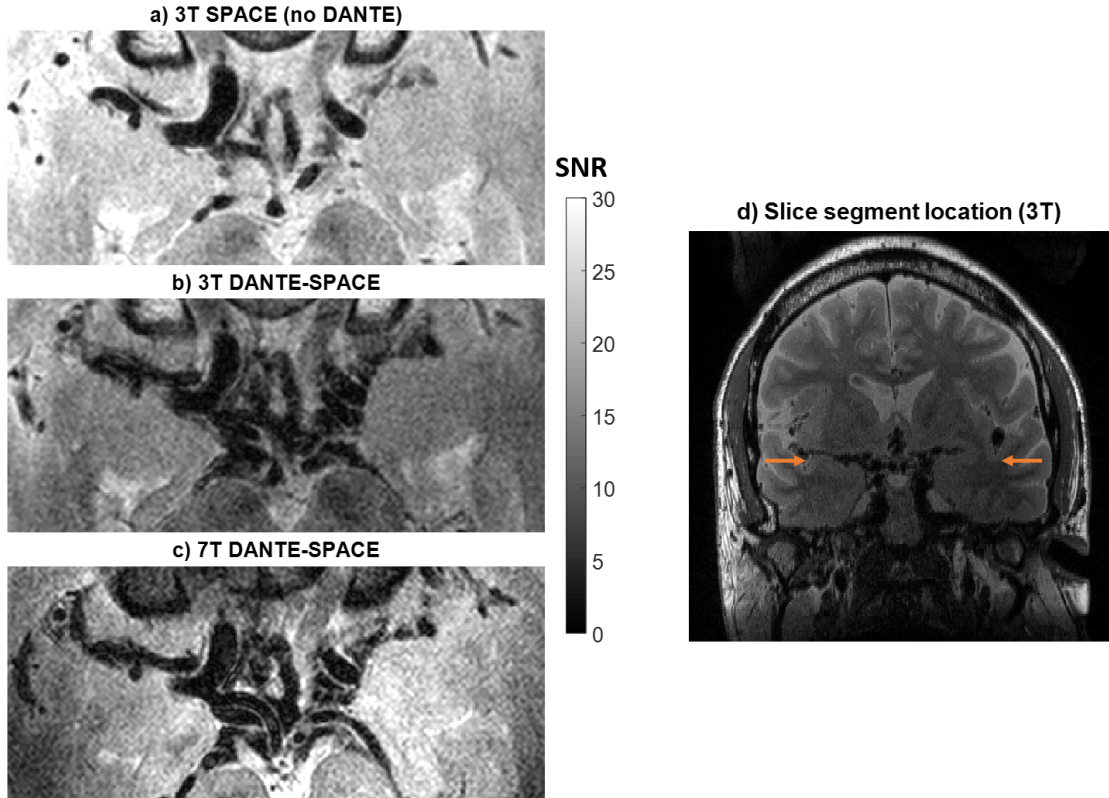 a) 3T SPACE (no DANTE)
b) 3T DANTE-SPACE
c) 7T DANTE-SPACE
SNR
30
25
20
15
10
5
0
d) Slice segment location (3T)